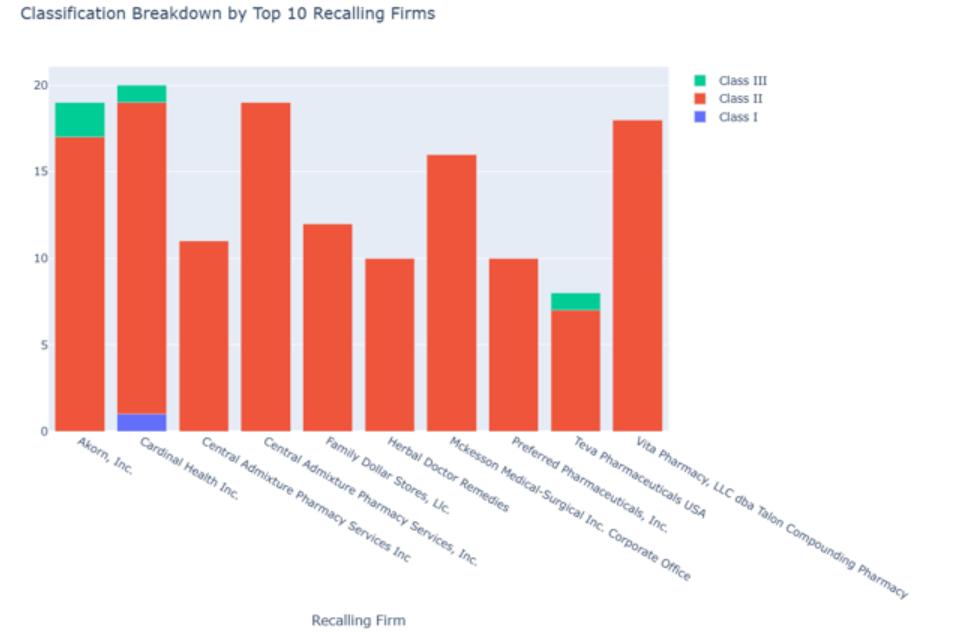 Classification Breakdown by Top 10 Recalling Firms
20
15
10
5
0
Class III
Class II
Class I
Akorn, Inc.
Cardinal Health Inc.
Central Admixture Pharmacy Services Inc
Central Admixture Pharmacy Services, Inc.
Family Dollar Stores, Llc.
Herbal Doctor Remedies
Mckesson Medical-Surgical Inc. Corporate Office
Preferred Pharmaceuticals, Inc.
Teva Pharmaceuticals USA
Vita Pharmacy, LLC dba Talon Compounding Pharmacy
Recalling Firm